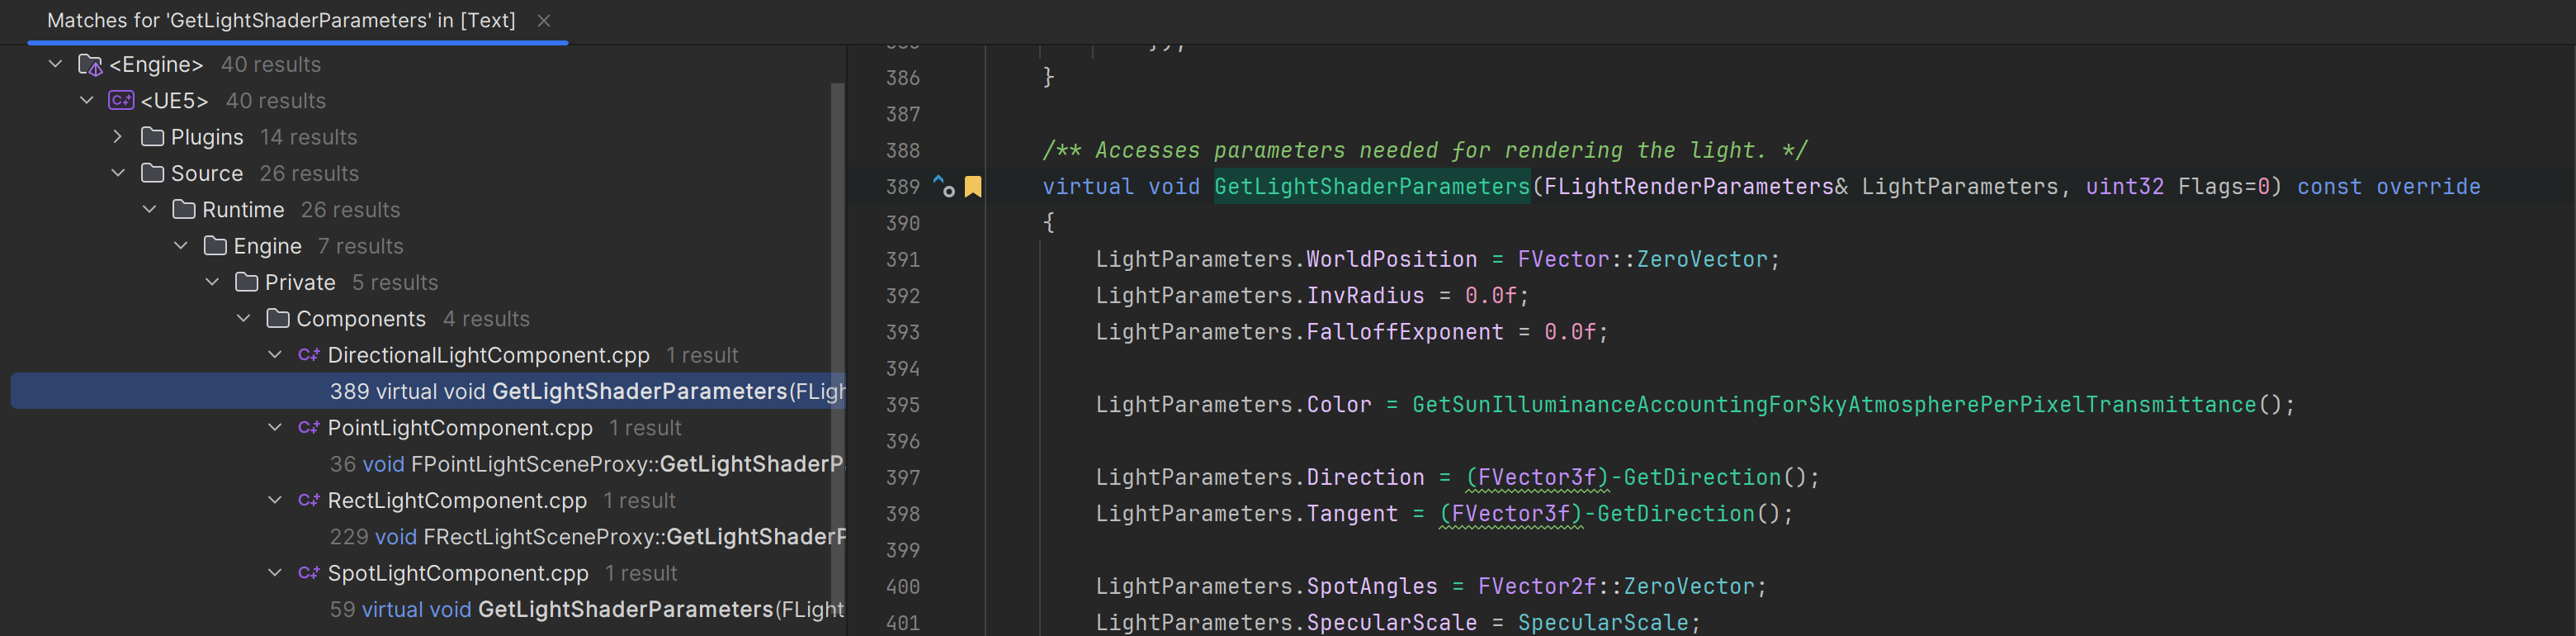 Matches for 'GetLightShaderParameters' in [Text]
<Engine> 40 results
<UE5> 40 results
Plugins 14 results
Source 26 results
Runtime 26 results
Engine 7 results
Private 5 results
Components 4 results
DirectionalLightComponent.cpp 1 result
389 virtual void GetLightShaderParameters(FLigh
PointLightComponent.cpp 1 result
36 void FPointLightSceneProxy::GetLightShaderP
RectLightComponent.cpp 1 result
229 void FRectLightSceneProxy::GetLightShaderP
SpotLightComponent.cpp 1 result
59 virtual void GetLightShaderParameters(FLight
386 }
387
388 /** Accesses parameters needed for rendering the light. */
389 virtual void GetLightShaderParameters(FLightRenderParameters& LightParameters, uint32 Flags=0) const override
390 {
391 LightParameters.WorldPosition = FVector::ZeroVector;
392 LightParameters.InvRadius = 0.0f;
393 LightParameters.FalloffExponent = 0.0f;
394
395 LightParameters.Color = GetSunIlluminanceAccountingForSkyAtmospherePerPixelTransmittance();
396
397 LightParameters.Direction = (FVector3f)-GetDirection();
398 LightParameters.Tangent = (FVector3f)-GetDirection();
399
400 LightParameters.SpotAngles = FVector2f::ZeroVector;
401 LightParameters.SpecularScale = SpecularScale;